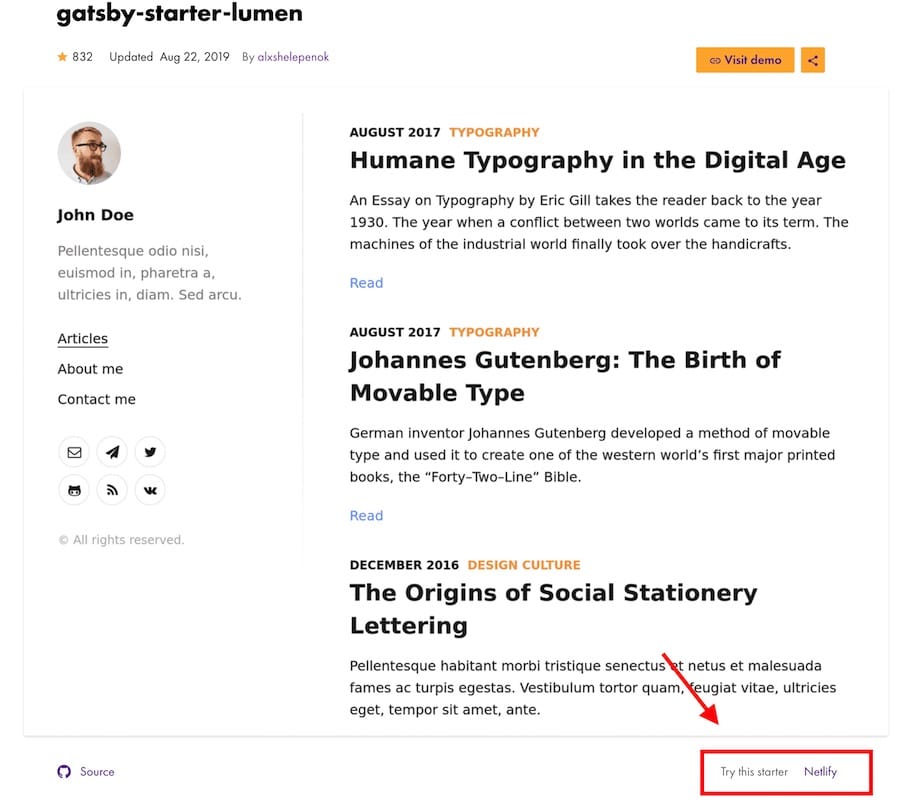 gatsby-starter-lumen
832 Updated Aug 22, 2019 By alxshelepenok
Visit demo
John Doe
Pellentesque odio nisi,
euismod in, pharetra a,
ultricies in, diam. Sed arcu.
Articles
About me
Contact me
© All rights reserved.
AUGUST 2017 TYPOGRAPHY
Humane Typography in the Digital Age
An Essay on Typography by Eric Gill takes the reader back to the year
1930. The year when a conflict between two worlds came to its term. The
machines of the industrial world finally took over the handicrafts.
Read
AUGUST 2017 TYPOGRAPHY
Johannes Gutenberg: The Birth of
Movable Type
German inventor Johannes Gutenberg developed a method of movable
type and used it to create one of the western world’s first major printed
books, the “Forty–Two–Line” Bible.
Read
DECEMBER 2016 DESIGN CULTURE
The Origins of Social Stationery
Lettering
Pellentesque habitant morbi tristique senectus et netus et malesuada
fames ac turpis egestas. Vestibulum tortor quam, feugiat vitae, ultricies
eget, tempor sit amet, ante.
Source
Try this starter Netlify